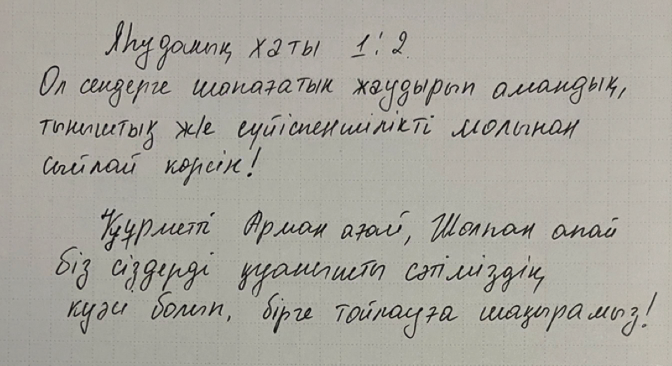 Яһуданың хаты 1:2
Ол сендерге шапағатын жаудырып амандық,
тыныштық ж/е сүйіспеншілікті молынан
сыйлай көрсін!
Құрметті Арман ағай, Шолпан апай
біз сіздерді қуанышты сәтіміздің
куәсі болып, бірге тойлауға шақырамыз!